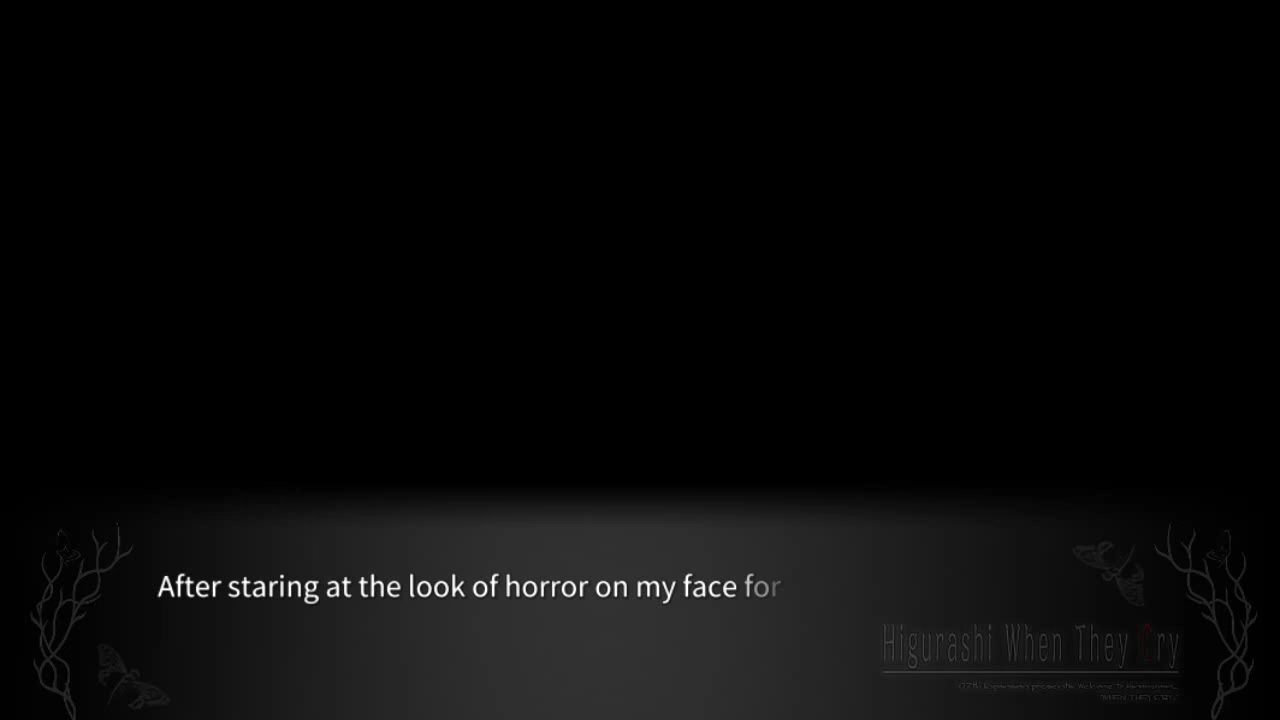 After staring at the look of horror on my face for
Higurashi When They Cry